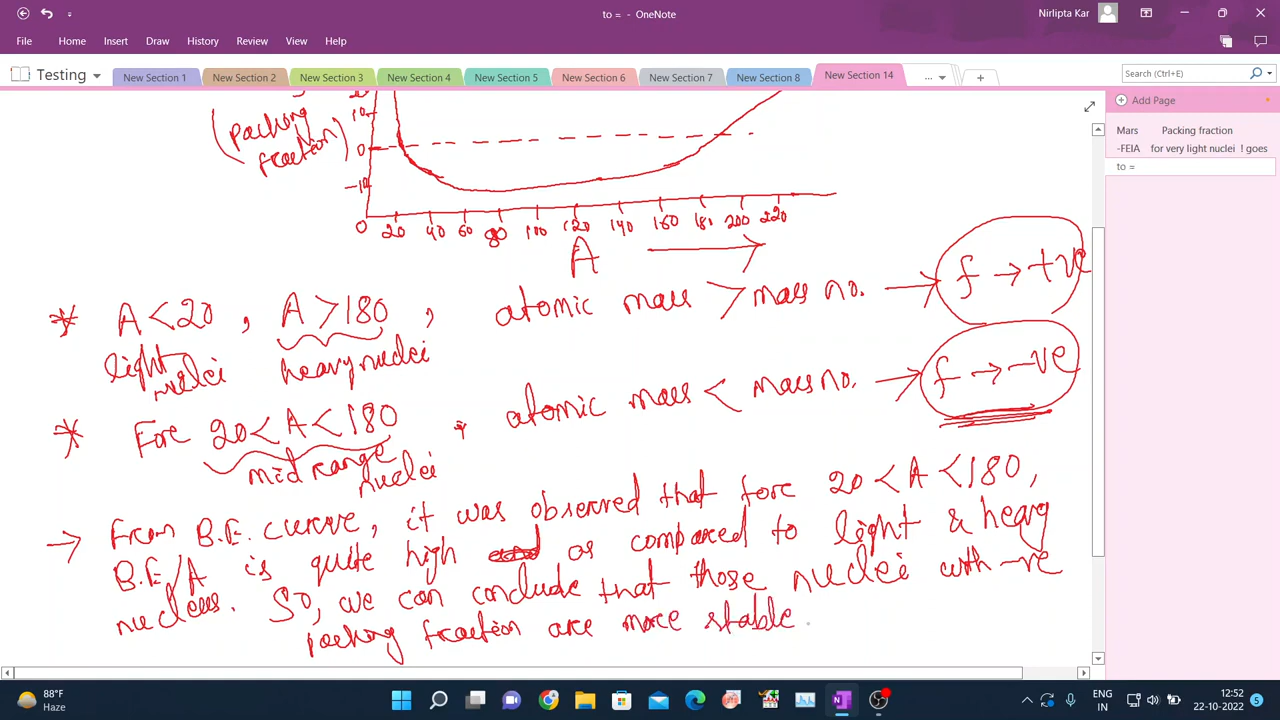 to = - OneNote
Nirlipta Kar
File Home Insert Draw History Review View Help
Testing
New Section 1 New Section 2 New Section 3 New Section 4 New Section 5 New Section 6 New Section 7 New Section 8 New Section 14 ...
Search (Ctrl+E)
Add Page
Mars Packing fraction
-FEIA for very light nuclei ! goes
to =
(packing
fraction)
10
0
-10
0 20 40 60 80 100 120 140 160 180 200 220
A
* A < 20 , A > 180 , atomic mass > mass no. → f → +ve
light nuclei heavy nuclei
* Fore 20 < A < 180 , atomic mass < mass no. → f → -ve
mid range nuclei
→ From B.E. curve, it was observed that fore 20 < A < 180,
B.E/A is quite high as compared to light & heavy
nucleus. So, we can conclude that those nuclei with -ve
packing fraction are more stable
88°F
Haze
ENG
IN
12:52
22-10-2022